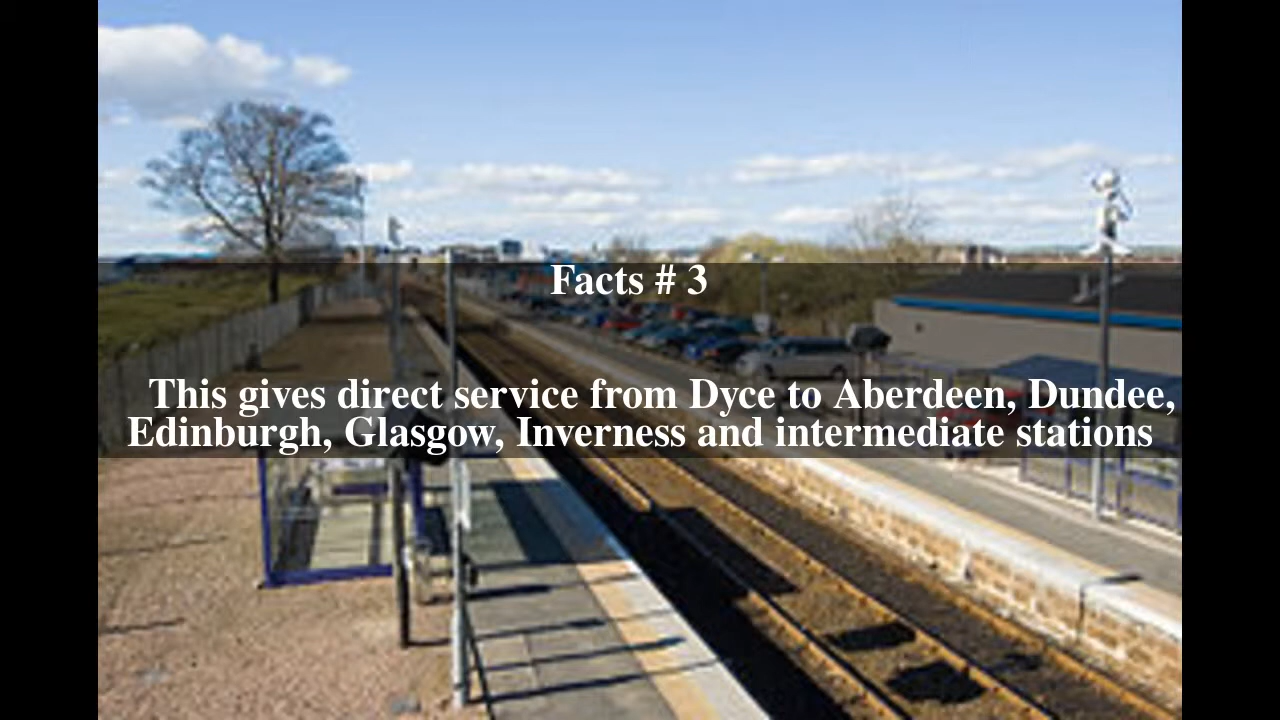 Facts # 3
This gives direct service from Dyce to Aberdeen, Dundee,
Edinburgh, Glasgow, Inverness and intermediate stations